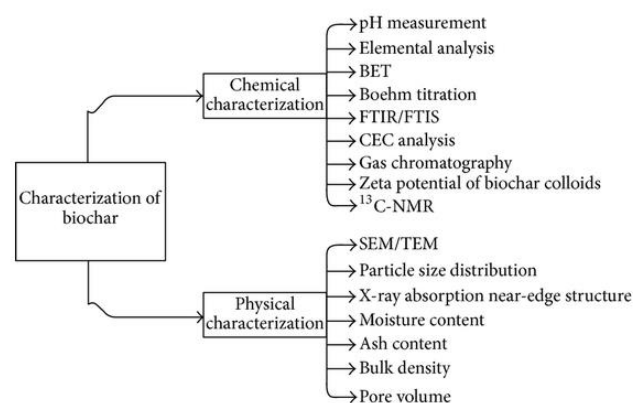 Characterization of
biochar
Chemical
characterization
pH measurement
Elemental analysis
BET
Boehm titration
FTIR/FTIS
CEC analysis
Gas chromatography
Zeta potential of biochar colloids
¹³C-NMR
Physical
characterization
SEM/TEM
Particle size distribution
X-ray absorption near-edge structure
Moisture content
Ash content
Bulk density
Pore volume